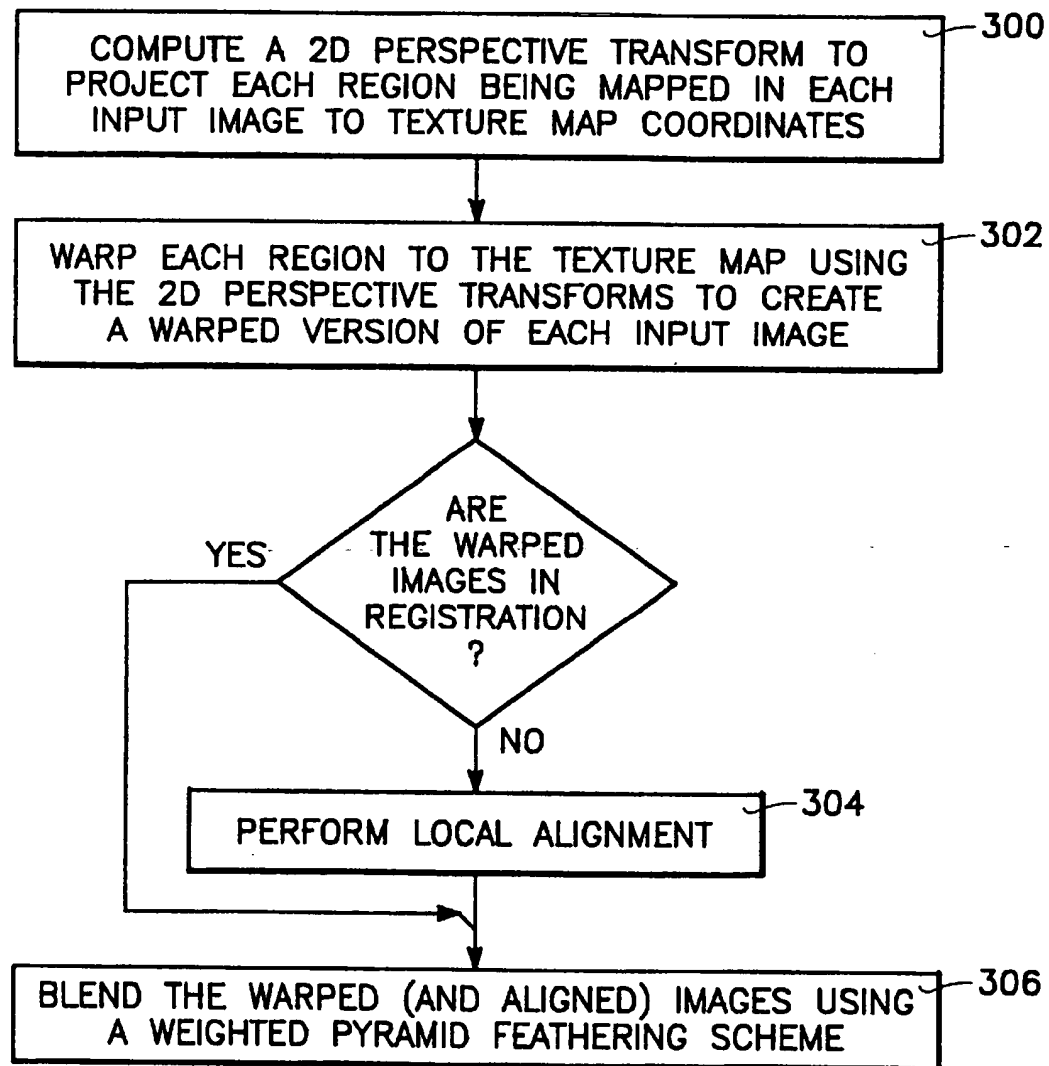 COMPUTE A 2D PERSPECTIVE TRANSFORM TO
PROJECT EACH REGION BEING MAPPED IN EACH
INPUT IMAGE TO TEXTURE MAP COORDINATES
300
WARP EACH REGION TO THE TEXTURE MAP USING
THE 2D PERSPECTIVE TRANSFORMS TO CREATE
A WARPED VERSION OF EACH INPUT IMAGE
302
ARE
THE WARPED
IMAGES IN
REGISTRATION
?
YES
NO
PERFORM LOCAL ALIGNMENT
304
BLEND THE WARPED (AND ALIGNED) IMAGES USING
A WEIGHTED PYRAMID FEATHERING SCHEME
306